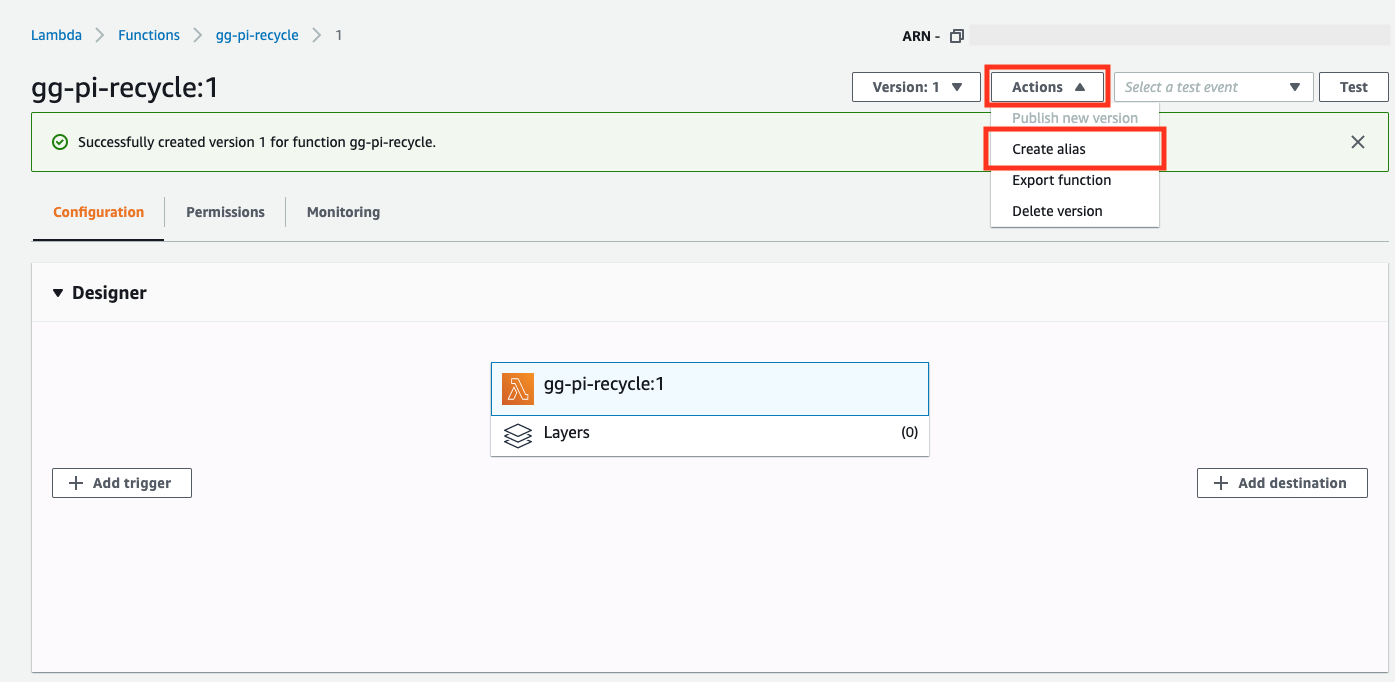 Lambda > Functions > gg-pi-recycle > 1
ARN -
gg-pi-recycle:1
Version: 1
Actions
Select a test event
Test
Publish new version
Successfully created version 1 for function gg-pi-recycle.
Create alias
Export function
Delete version
Configuration
Permissions
Monitoring
Designer
gg-pi-recycle:1
Layers
(0)
Add trigger
Add destination